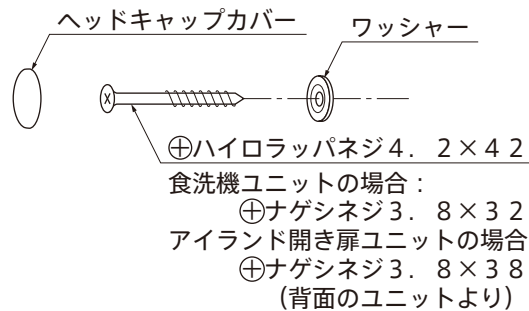 ヘッドキャップカバー
ワッシャー
⊕ハイロラッパネジ４．２×４２
食洗機ユニットの場合：
⊕ナゲシネジ３．８×３２
アイランド開き扉ユニットの場合
⊕ナゲシネジ３．８×３８
（背面のユニットより）